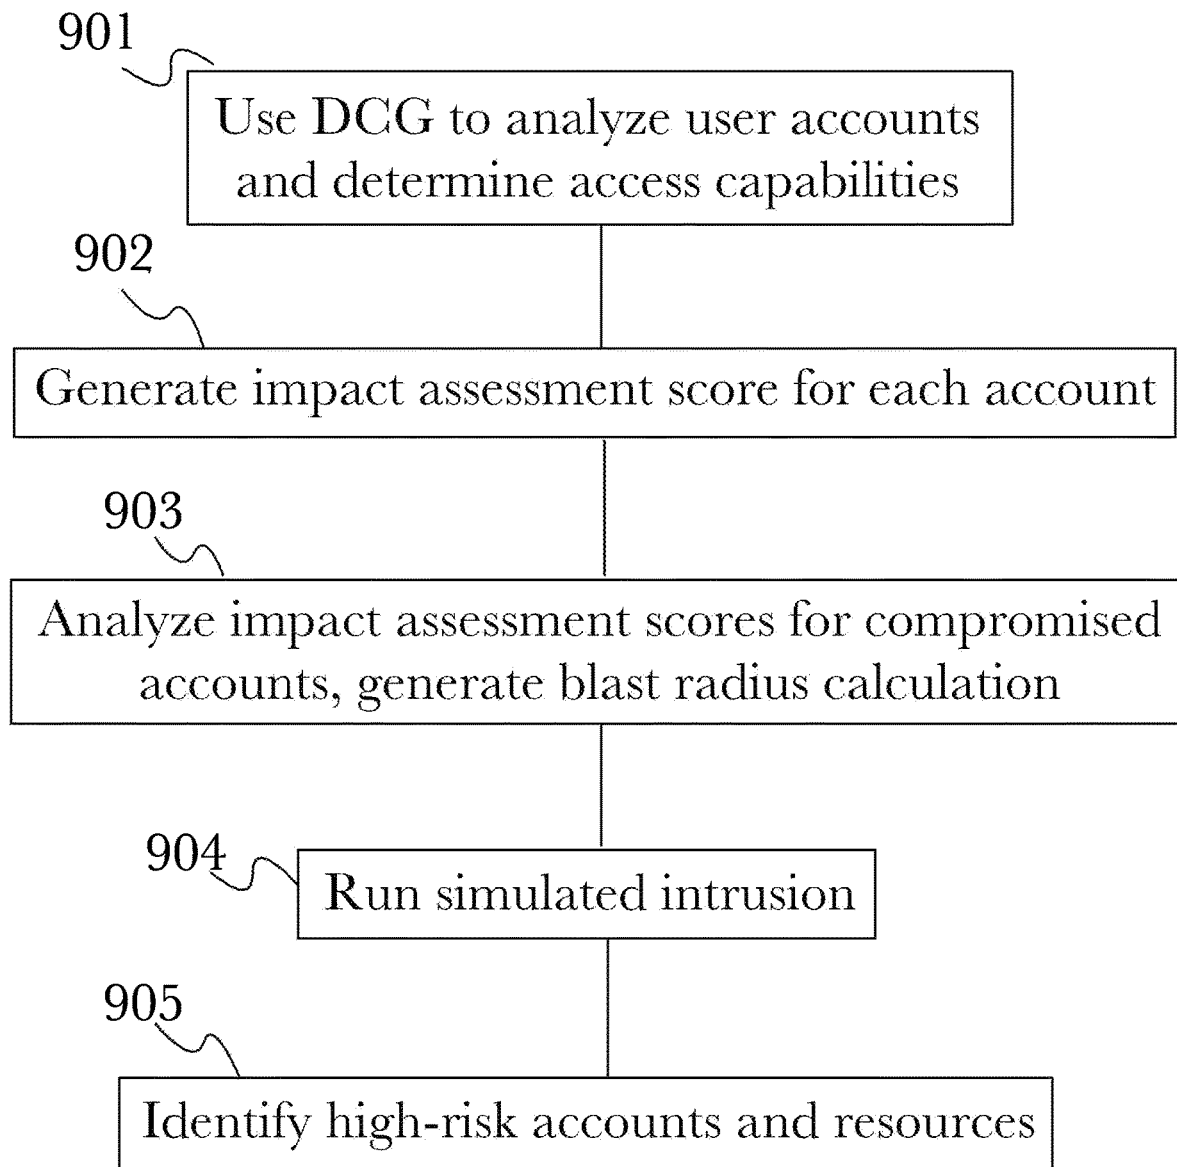 901
Use DCG to analyze user accounts
and determine access capabilities
902
Generate impact assessment score for each account
903
Analyze impact assessment scores for compromised
accounts, generate blast radius calculation
904
Run simulated intrusion
905
Identify high-risk accounts and resources